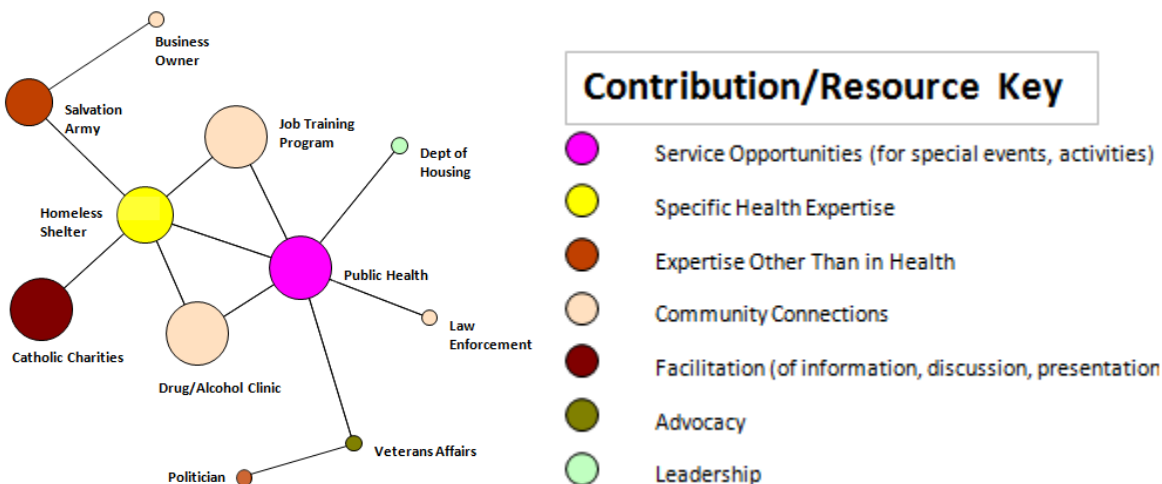 Business
Owner
Salvation
Army
Job Training
Program
Dept of
Housing
Homeless
Shelter
Public Health
Law
Enforcement
Catholic Charities
Drug/Alcohol Clinic
Veterans Affairs
Politician
Contribution/Resource Key
Service Opportunities (for special events, activities)
Specific Health Expertise
Expertise Other Than in Health
Community Connections
Facilitation (of information, discussion, presentation
Advocacy
Leadership